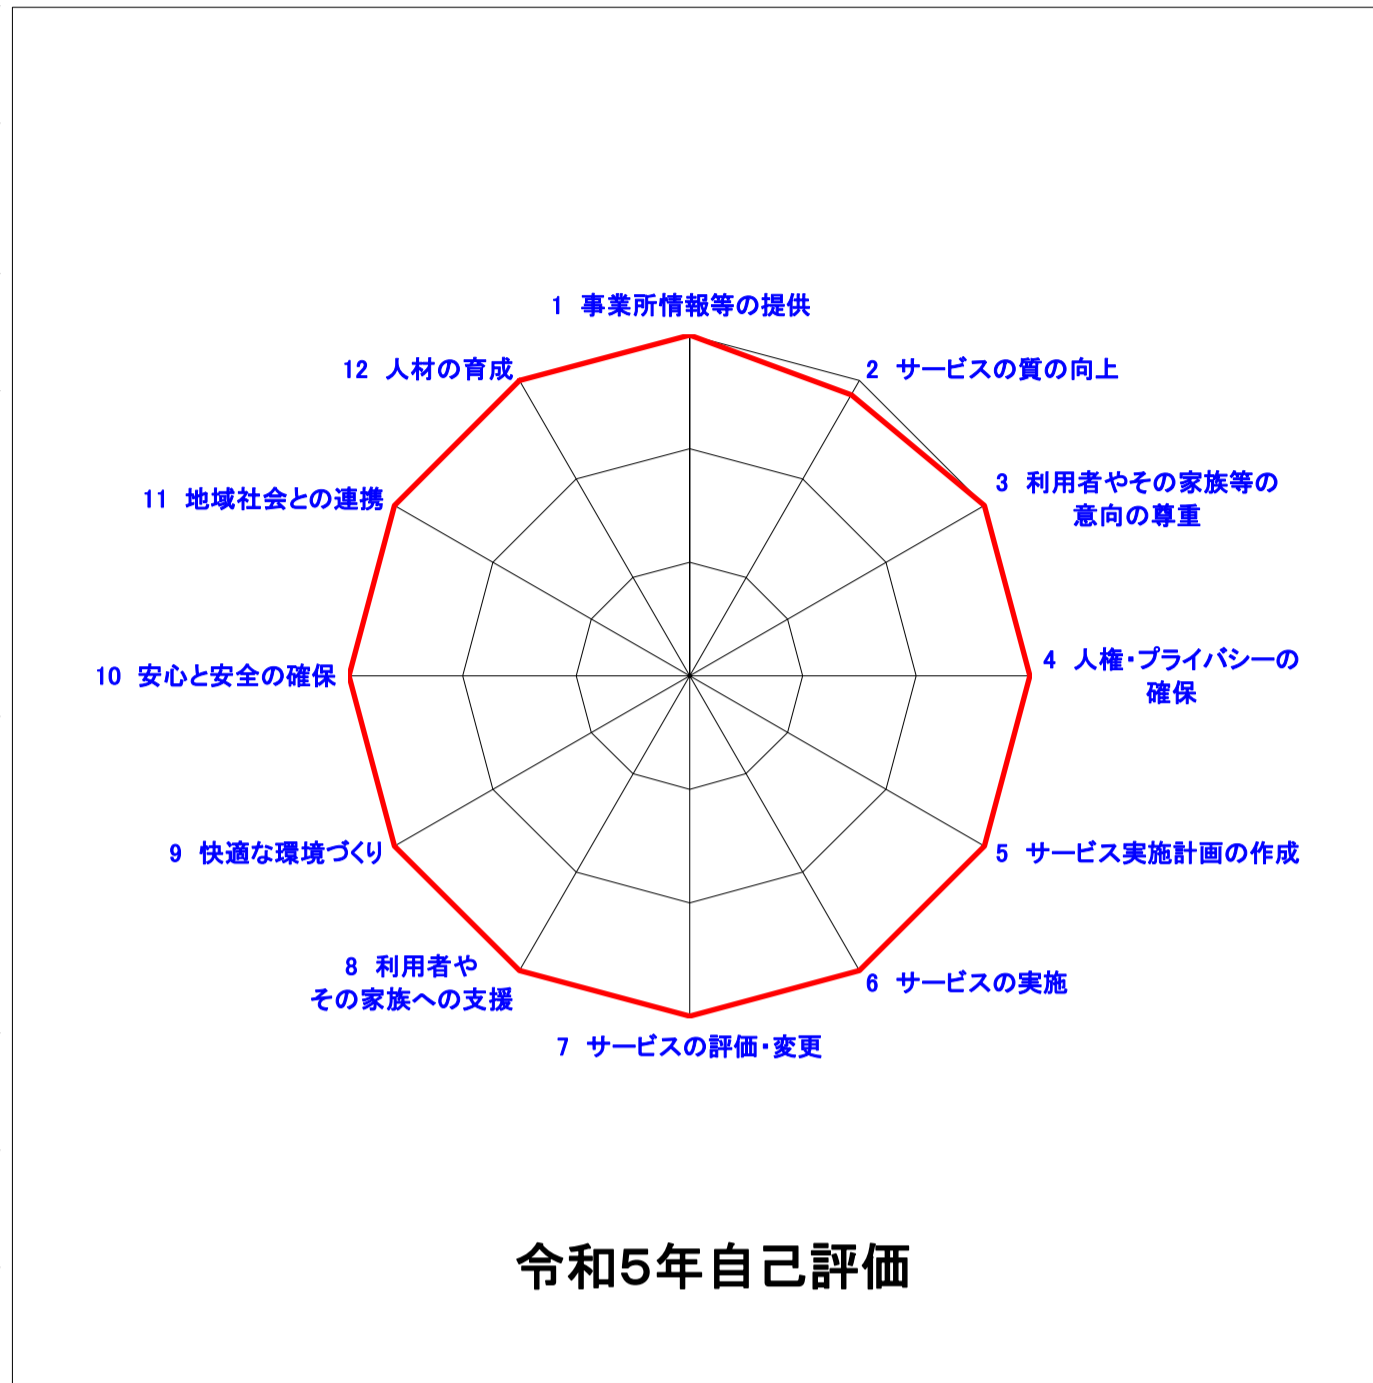 1 事業所情報等の提供
2 サービスの質の向上
3 利用者やその家族等の
意向の尊重
4 人権・プライバシーの
確保
5 サービス実施計画の作成
6 サービスの実施
7 サービスの評価・変更
8 利用者や
その家族への支援
9 快適な環境づくり
10 安心と安全の確保
11 地域社会との連携
12 人材の育成
令和5年自己評価